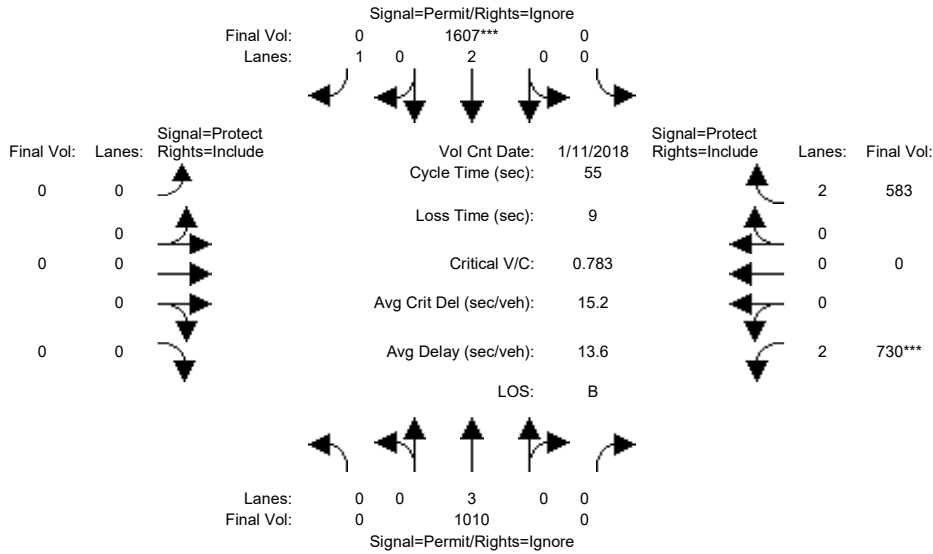 Signal=Permit/Rights=Ignore
Final Vol: 0 1607*** 0
Lanes: 1 0 2 0 0
Signal=Protect
Final Vol: Lanes: Rights=Include
Vol Cnt Date: 1/11/2018
Signal=Protect
Rights=Include Lanes: Final Vol:
Cycle Time (sec): 55
0 0
2 583
Loss Time (sec): 9
0
0
0 0
Critical V/C: 0.783
0 0
0
Avg Crit Del (sec/veh): 15.2
0
0 0
Avg Delay (sec/veh): 13.6
2 730***
LOS: B
Lanes: 0 0 3 0 0
Final Vol: 0 1010 0
Signal=Permit/Rights=Ignore